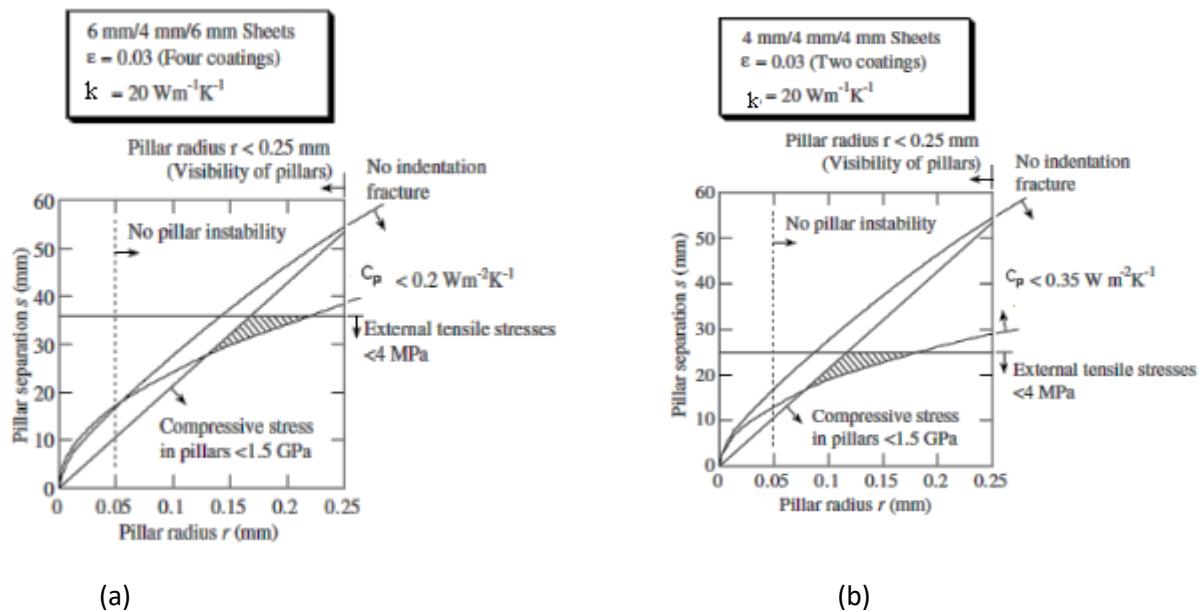 6 mm/4 mm/6 mm Sheets
ε = 0.03 (Four coatings)
k = 20 Wm⁻¹K⁻¹
Pillar radius r < 0.25 mm
(Visibility of pillars)
No indentation
fracture
No pillar instability
Cₚ < 0.2 Wm⁻²K⁻¹
External tensile stresses
<4 MPa
Compressive stress
in pillars <1.5 GPa
Pillar separation s (mm)
60
50
40
30
20
10
0
0 0.05 0.1 0.15 0.2 0.25
Pillar radius r (mm)
(a)
4 mm/4 mm/4 mm Sheets
ε = 0.03 (Two coatings)
k = 20 Wm⁻¹K⁻¹
Pillar radius r < 0.25 mm
(Visibility of pillars)
No indentation
fracture
No pillar instability
Cₚ < 0.35 W m⁻²K⁻¹
External tensile stresses
<4 MPa
Compressive stress
in pillars <1.5 GPa
Pillar separation s (mm)
60
50
40
30
20
10
0
0 0.05 0.1 0.15 0.2 0.25
Pillar radius r (mm)
(b)